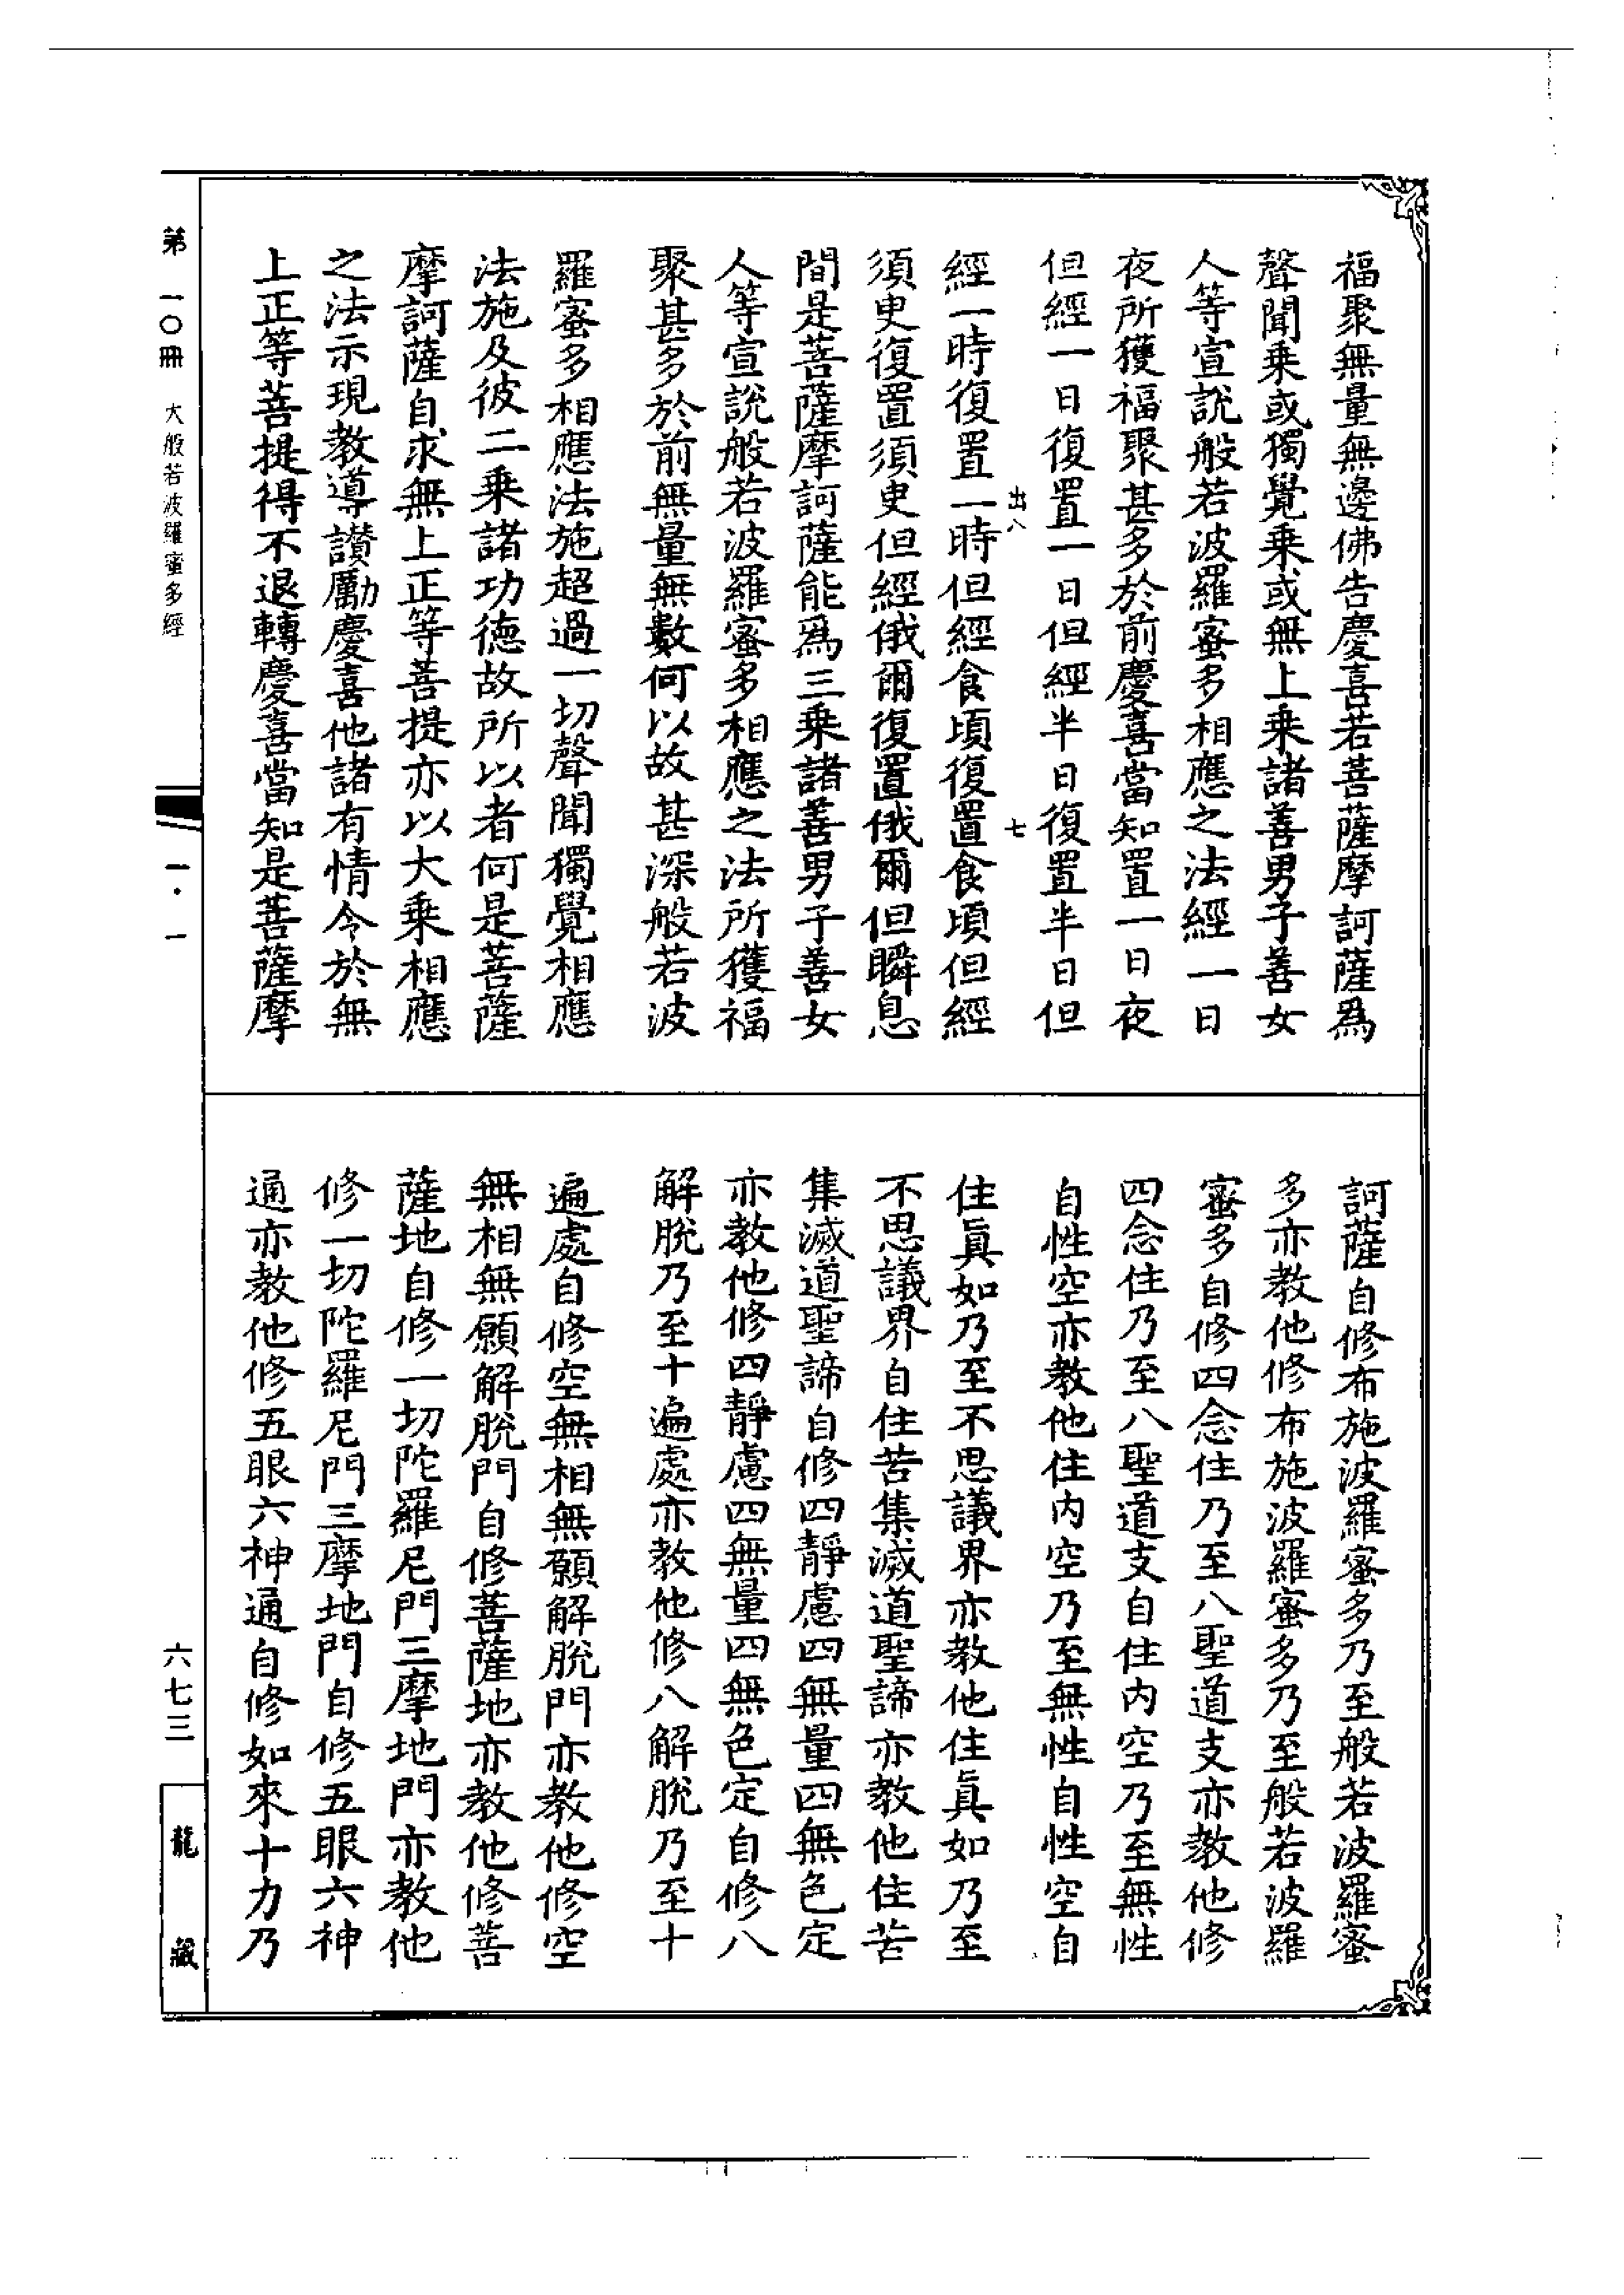 福聚無量無邊佛告慶喜若菩薩摩訶薩爲
聲聞乗或獨覺乗或無上乗諸善男子善女
人等宣説般若波羅蜜多相應之法經一日
夜所獲福聚甚多於前慶喜當知置一日夜
但經一日復置一日但經半日復置半日但
出八
七
經一時復置一時但經食頃復置食頃但經
須臾復置須臾但經俄爾復置俄爾但瞬息
間是菩薩摩訶薩能爲三乗諸善男子善女
人等宣説般若波羅蜜多相應之法所獲福
聚甚多於前無量無數何以故甚深般若波
羅蜜多相應法施超過一切聲聞獨覺相應
法施及彼二乗諸功德故所以者何是菩薩
摩訶薩自求無上正等菩提亦以大乗相應
之法示現教導讃勵慶喜他諸有情令於無
上正等菩提得不退轉慶喜當知是菩薩摩
訶薩自修布施波羅蜜多乃至般若波羅蜜
多亦教他修布施波羅蜜多乃至般若波羅
蜜多自修四念住乃至八聖道支亦教他修
四念住乃至八聖道支自住内空乃至無性
自性空亦教他住内空乃至無性自性空自
住眞如乃至不思議界亦教他住眞如乃至
不思議界自住苦集滅道聖諦亦教他住苦
集滅道聖諦自修四靜慮四無量四無色定
亦教他修四靜慮四無量四無色定自修八
解脱乃至十遍處亦教他修八解脱乃至十
遍處自修空無相無願解脱門亦教他修空
無相無願解脱門自修菩薩地亦教他修菩
薩地自修一切陀羅尼門三摩地門亦教他
修一切陀羅尼門三摩地門自修五眼六神
通亦教他修五眼六神通自修如來十力乃
第一〇冊 大般若波羅蜜多經
一·一
六七三
龍藏